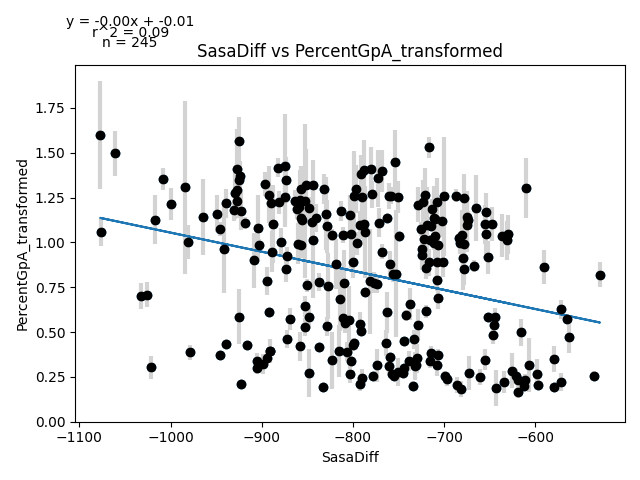 y = -0.00x + -0.01
r^2 = 0.09
n = 245
SasaDiff vs PercentGpA_transformed
PercentGpA_transformed
1.75
1.50
1.25
1.00
0.75
0.50
0.25
0.00
−1100 −1000 −900 −800 −700 −600
SasaDiff